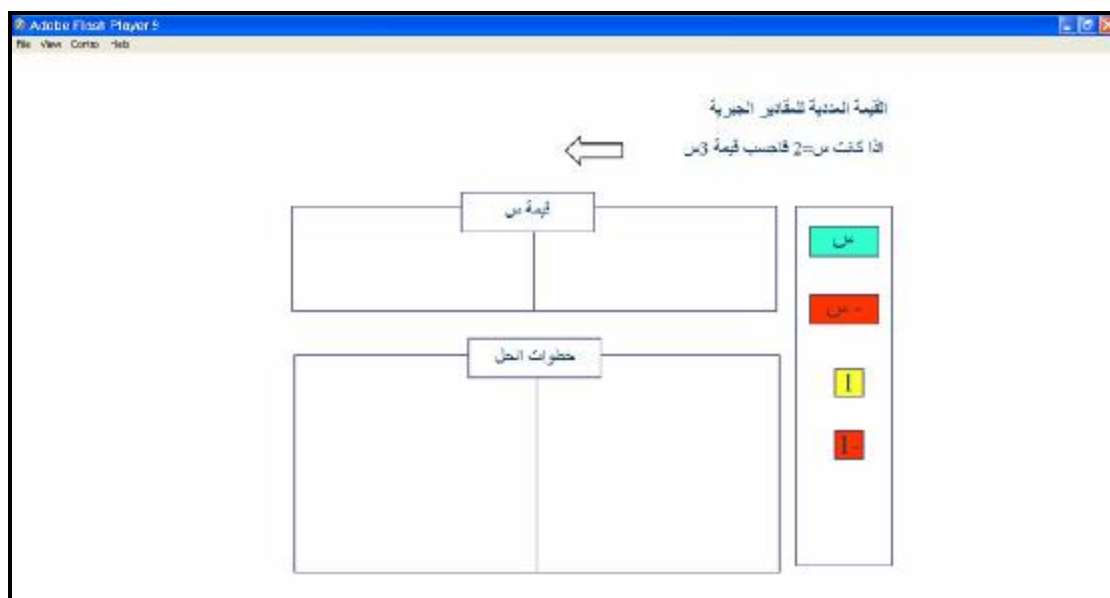 Adobe Flash Player 9
File View Control Help
القيمة العددية للمقادير الجبرية
اذا كانت س=2 فاحسب قيمة 3س
قيمة س
س
- س
خطوات الحل
1
-1